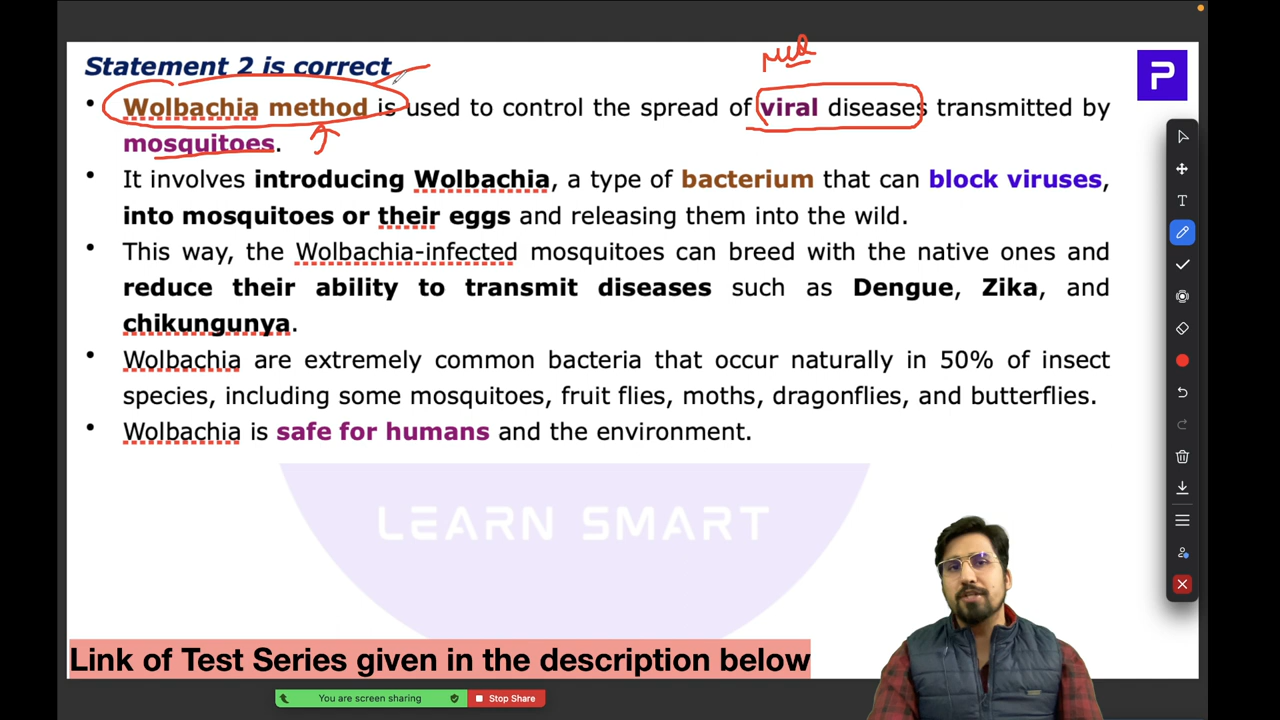 Statement 2 is correct
• Wolbachia method is used to control the spread of viral diseases transmitted by
mosquitoes.
• It involves introducing Wolbachia, a type of bacterium that can block viruses,
into mosquitoes or their eggs and releasing them into the wild.
• This way, the Wolbachia-infected mosquitoes can breed with the native ones and
reduce their ability to transmit diseases such as Dengue, Zika, and
chikungunya.
• Wolbachia are extremely common bacteria that occur naturally in 50% of insect
species, including some mosquitoes, fruit flies, moths, dragonflies, and butterflies.
• Wolbachia is safe for humans and the environment.
LEARN SMART
Link of Test Series given in the description below
You are screen sharing
Stop Share
P
T